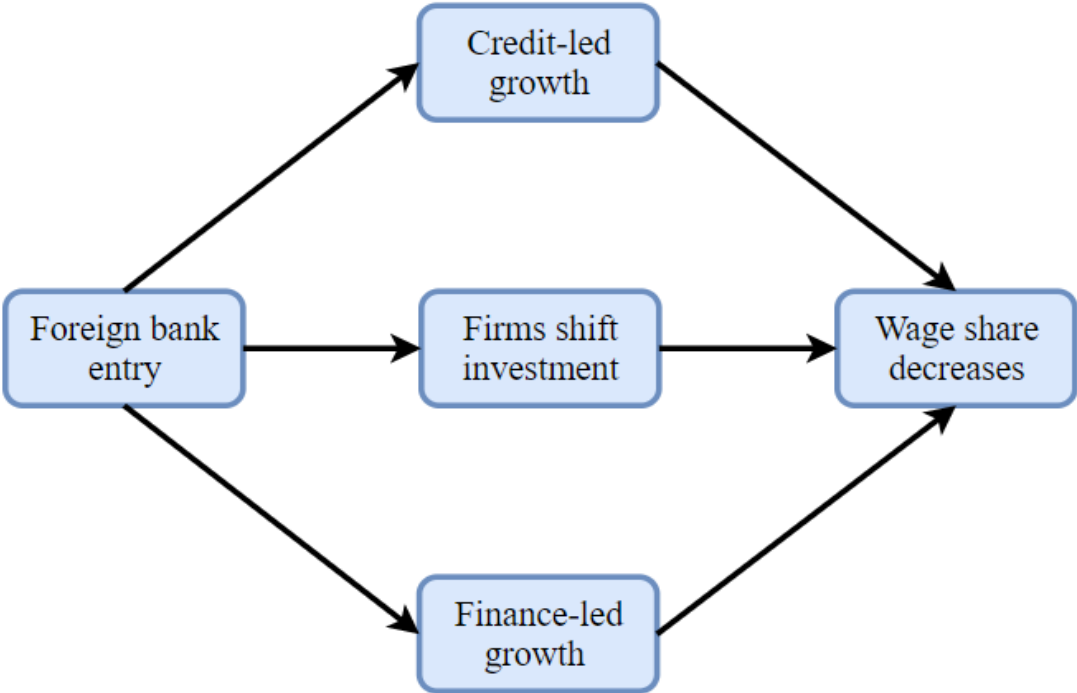 Credit-led
growth
Foreign bank
entry
Firms shift
investment
Wage share
decreases
Finance-led
growth